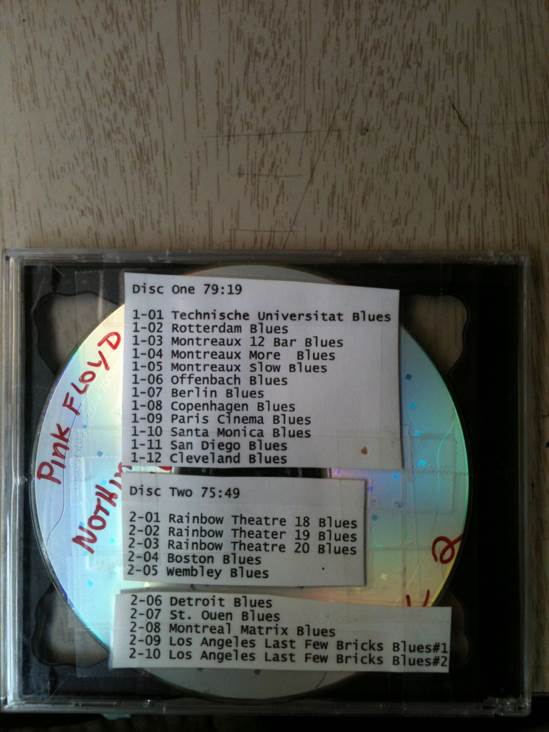 Disc One 79:19
1-01 Technische Universitat Blues
1-02 Rotterdam Blues
1-03 Montreaux 12 Bar Blues
1-04 Montreaux More Blues
1-05 Montreaux Slow Blues
1-06 Offenbach Blues
1-07 Berlin Blues
1-08 Copenhagen Blues
1-09 Paris Cinema Blues
1-10 Santa Monica Blues
1-11 San Diego Blues
1-12 Cleveland Blues
Pink FLOYD
Disc Two 75:49
2-01 Rainbow Theatre 18 Blues
2-02 Rainbow Theater 19 Blues
2-03 Rainbow Theatre 20 Blues
2-04 Boston Blues
2-05 Wembley Blues
2
2-06 Detroit Blues
2-07 St. Ouen Blues
2-08 Montreal Matrix Blues
2-09 Los Angeles Last Few Bricks Blues#1
2-10 Los Angeles Last Few Bricks Blues#2